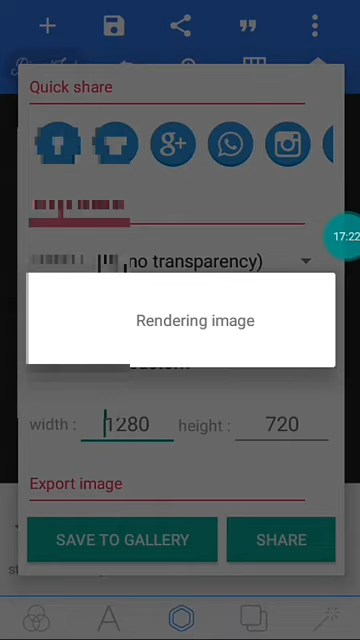 Quick share
g+
17:22
no transparency)
Rendering image
width : 1280 height : 720
Export image
SAVE TO GALLERY SHARE
A